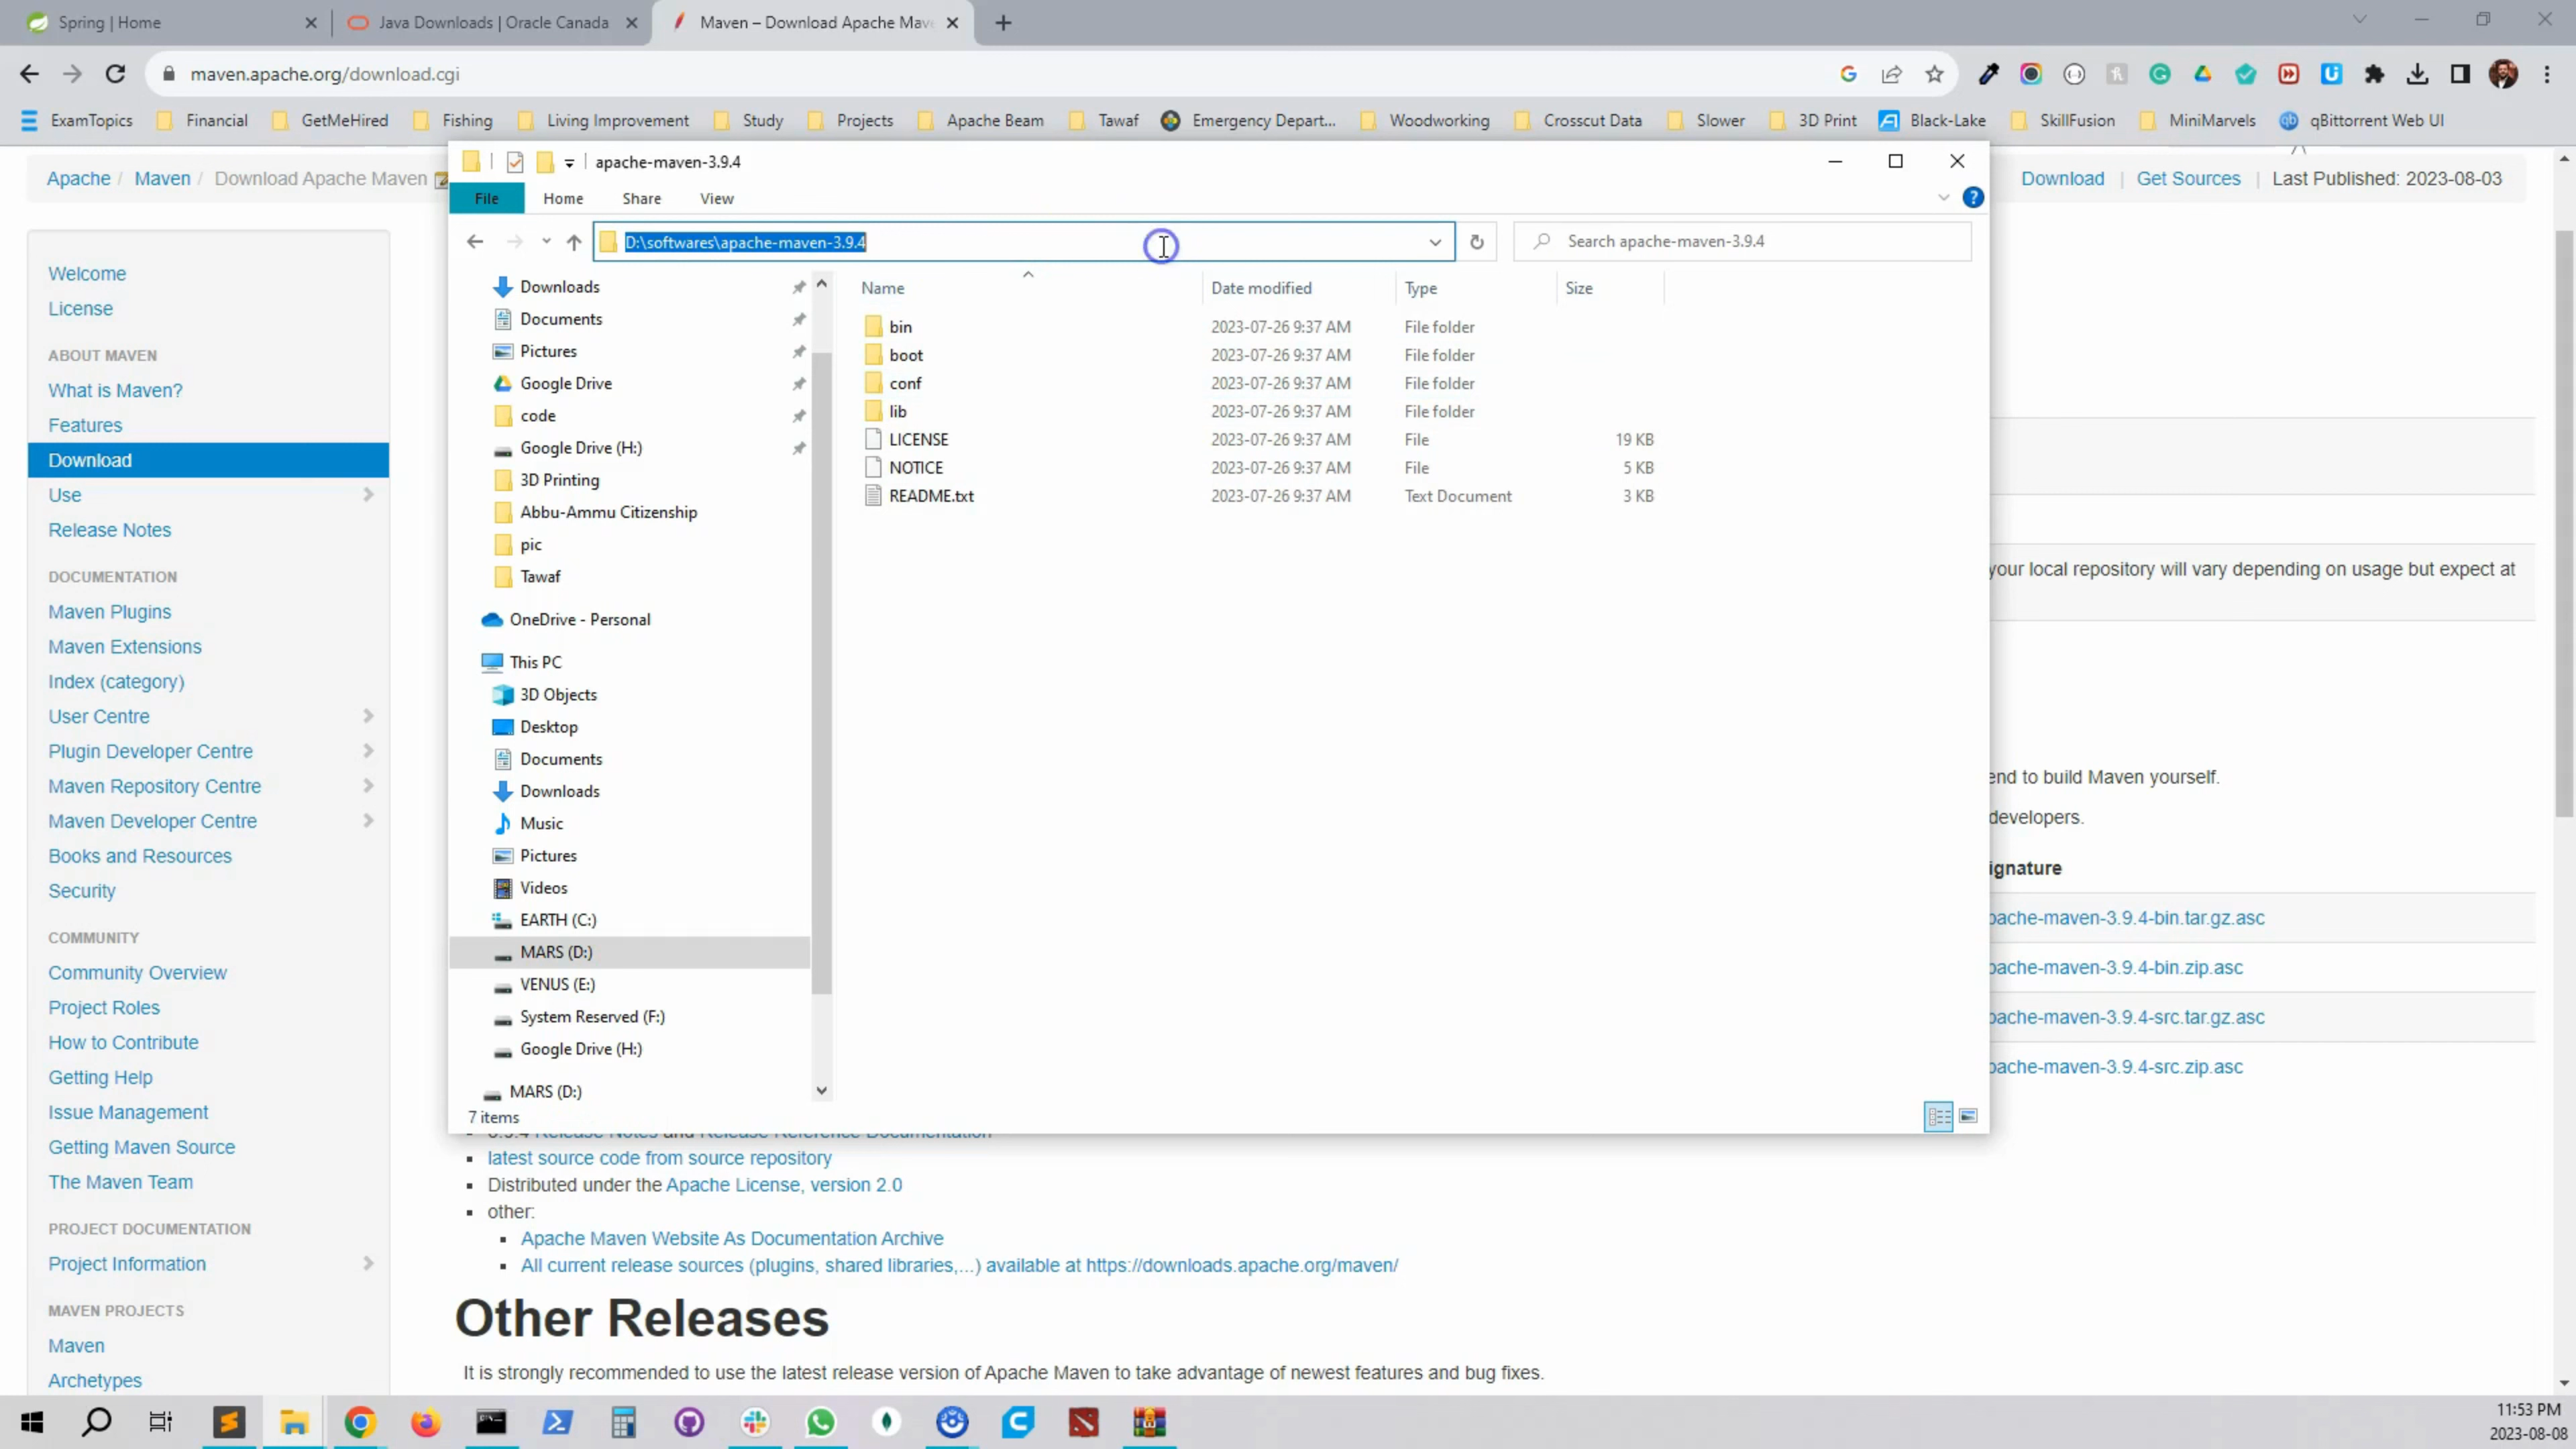 Spring | Home
Java Downloads | Oracle Canada
Maven – Download Apache Mav
maven.apache.org/download.cgi
ExamTopics Financial GetMeHired Fishing Living Improvement Study Projects Apache Beam Tawaf Emergency Depart... Woodworking Crosscut Data Slower 3D Print Black-Lake SkillFusion MiniMarvels qBittorrent Web UI
Apache / Maven / Download Apache Maven
Download | Get Sources | Last Published: 2023-08-03
Welcome
License
ABOUT MAVEN
What is Maven?
Features
Download
Use
Release Notes
DOCUMENTATION
Maven Plugins
Maven Extensions
Index (category)
User Centre
Plugin Developer Centre
Maven Repository Centre
Maven Developer Centre
Books and Resources
Security
COMMUNITY
Community Overview
Project Roles
How to Contribute
Getting Help
Issue Management
Getting Maven Source
The Maven Team
PROJECT DOCUMENTATION
Project Information
MAVEN PROJECTS
Maven
Archetypes
apache-maven-3.9.4
File Home Share View
D:\softwares\apache-maven-3.9.4
Search apache-maven-3.9.4
Downloads
Documents
Pictures
Google Drive
code
Google Drive (H:)
3D Printing
Abbu-Ammu Citizenship
pic
Tawaf
OneDrive - Personal
This PC
3D Objects
Desktop
Documents
Downloads
Music
Pictures
Videos
EARTH (C:)
MARS (D:)
VENUS (E:)
System Reserved (F:)
Google Drive (H:)
MARS (D:)
7 items
Name Date modified Type Size
bin 2023-07-26 9:37 AM File folder
boot 2023-07-26 9:37 AM File folder
conf 2023-07-26 9:37 AM File folder
lib 2023-07-26 9:37 AM File folder
LICENSE 2023-07-26 9:37 AM File 19 KB
NOTICE 2023-07-26 9:37 AM File 5 KB
README.txt 2023-07-26 9:37 AM Text Document 3 KB
your local repository will vary depending on usage but expect at
end to build Maven yourself.
developers.
ignature
pache-maven-3.9.4-bin.tar.gz.asc
pache-maven-3.9.4-bin.zip.asc
pache-maven-3.9.4-src.tar.gz.asc
pache-maven-3.9.4-src.zip.asc
3.9.4 Release Notes and Release Reference Documentation
latest source code from source repository
Distributed under the Apache License, version 2.0
other:
Apache Maven Website As Documentation Archive
All current release sources (plugins, shared libraries,...) available at https://downloads.apache.org/maven/
Other Releases
It is strongly recommended to use the latest release version of Apache Maven to take advantage of newest features and bug fixes.
11:53 PM
2023-08-08